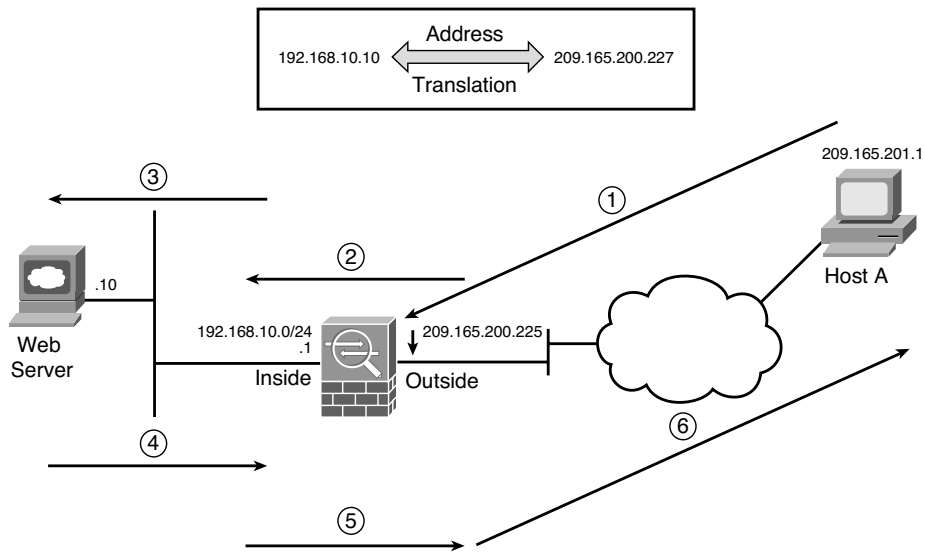 Address
192.168.10.10
209.165.200.227
Translation
209.165.201.1
3
1
2
Host A
.10
192.168.10.0/24
.1
209.165.200.225
Web
Server
Inside
Outside
4
6
5